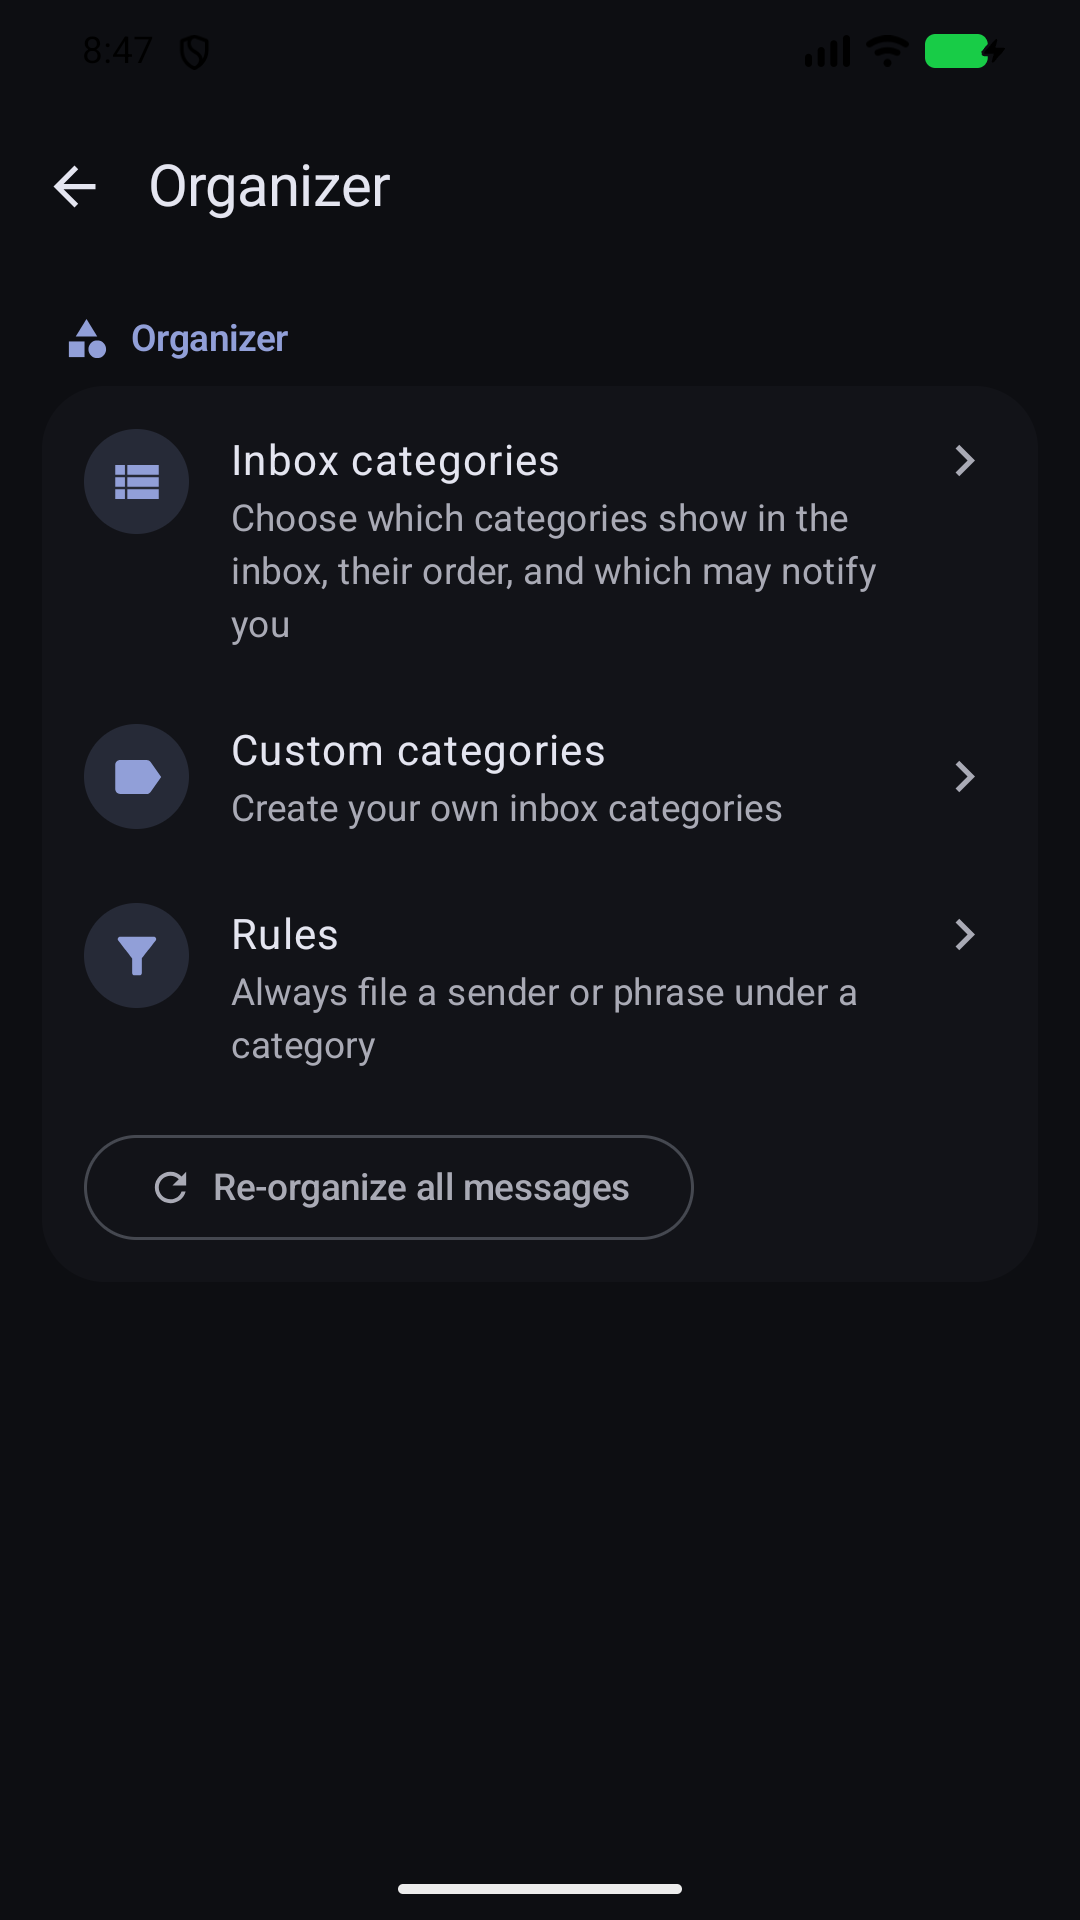 8:47
Organizer
Organizer
Inbox categories
Choose which categories show in the
inbox, their order, and which may notify
you
Custom categories
Create your own inbox categories
Rules
Always file a sender or phrase under a
category
Re-organize all messages